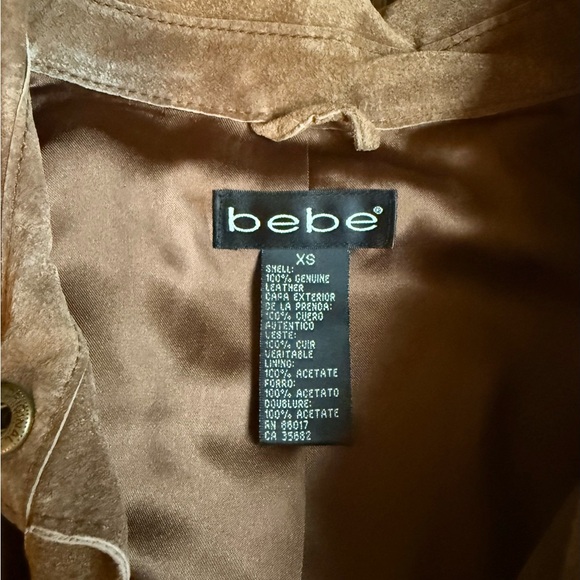 bebe®
XS
SHELL:
100% GENUINE
LEATHER
CAPA EXTERIOR
DE LA PRENDA:
100% CUERO
AUTENTICO
VESTE:
100% CUIR
VERITABLE
LINING:
100% ACETATE
FORRO:
100% ACETATO
DOUBLURE:
100% ACETATE
RN 86017
CA 35682